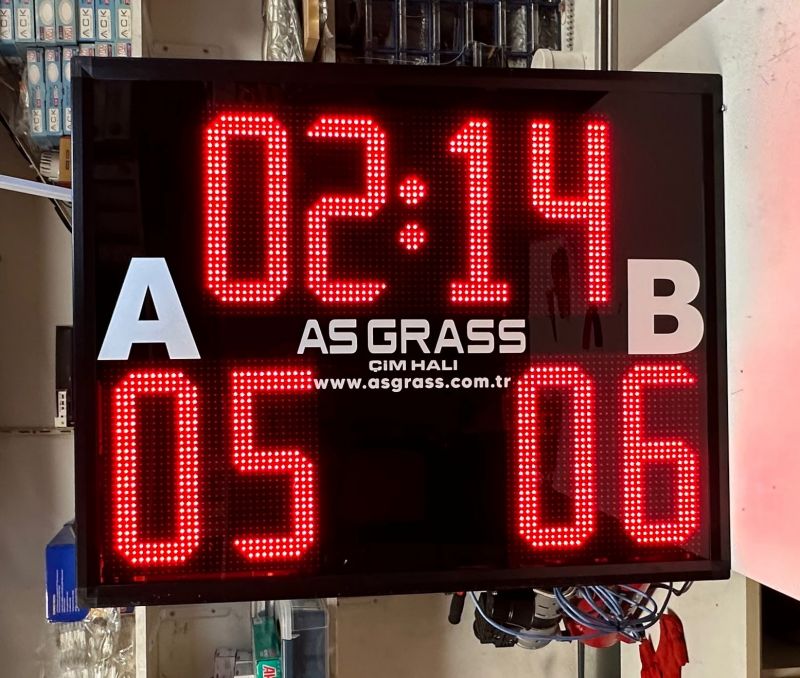 02:14
A
B
AS GRASS
ÇİM HALI
www.asgrass.com.tr
05
06